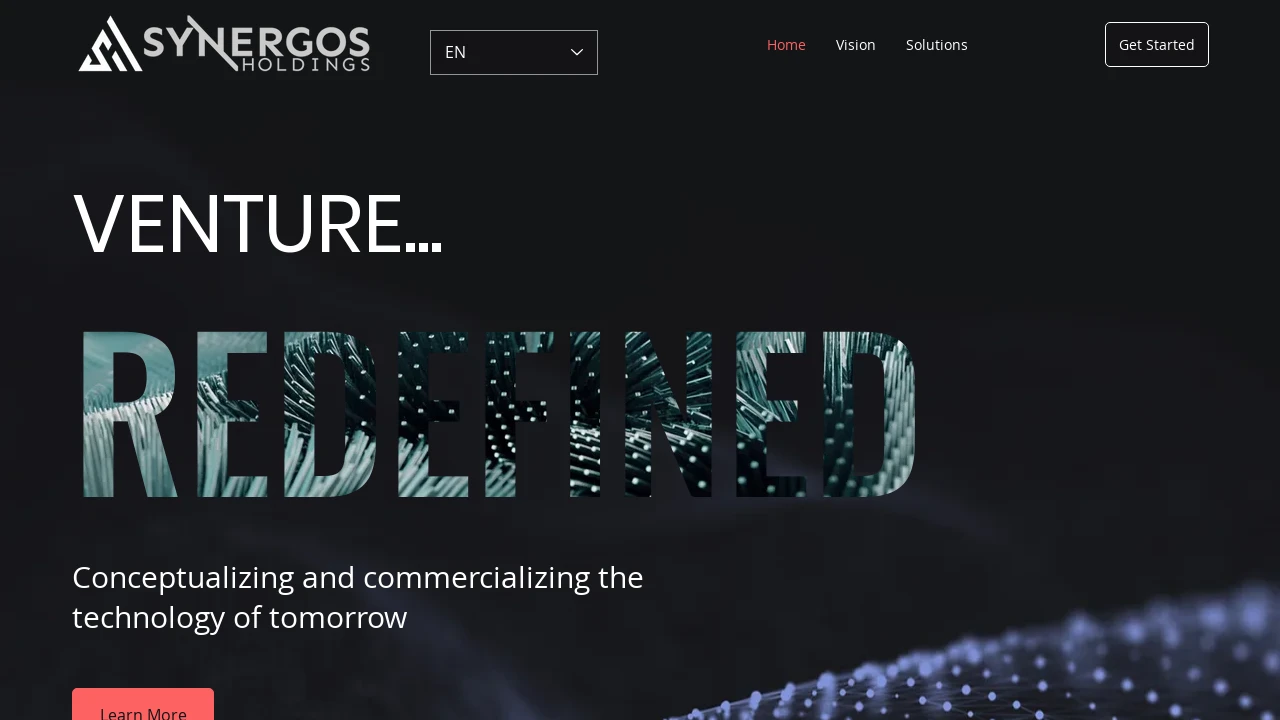 SYNERGOS
HOLDINGS
EN
Home
Vision
Solutions
Get Started
VENTURE...
REDEFINED
Conceptualizing and commercializing the
technology of tomorrow
Learn More